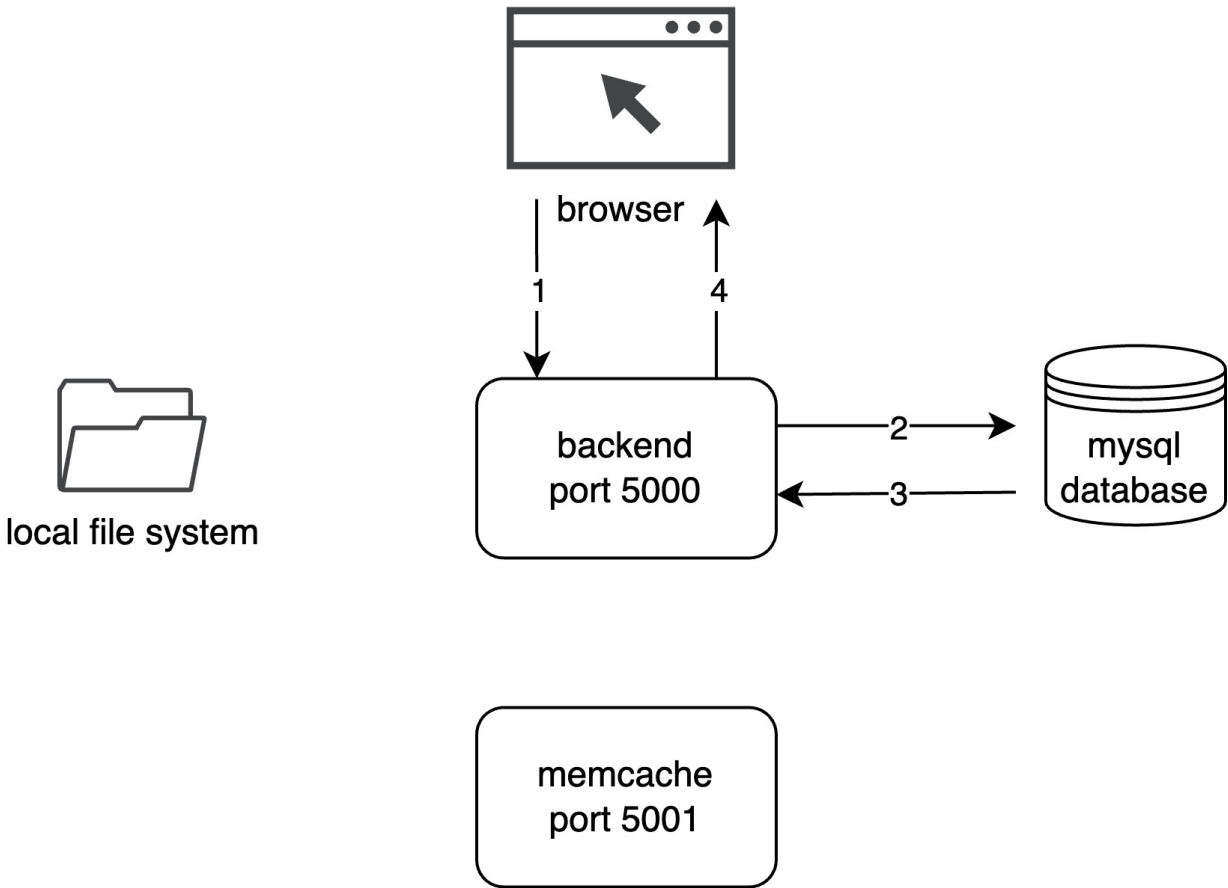 browser
1
4
backend
port 5000
2
3
mysql
database
local file system
memcache
port 5001